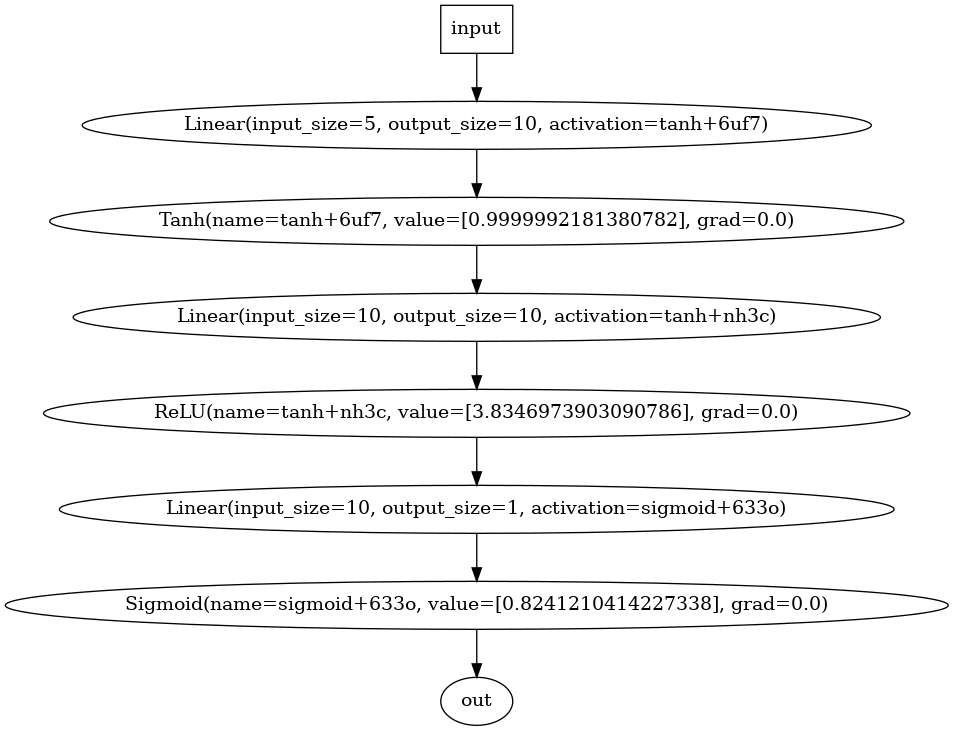 input
Linear(input_size=5, output_size=10, activation=tanh+6uf7)
Tanh(name=tanh+6uf7, value=[0.9999992181380782], grad=0.0)
Linear(input_size=10, output_size=10, activation=tanh+nh3c)
ReLU(name=tanh+nh3c, value=[3.8346973903090786], grad=0.0)
Linear(input_size=10, output_size=1, activation=sigmoid+633o)
Sigmoid(name=sigmoid+633o, value=[0.8241210414227338], grad=0.0)
out